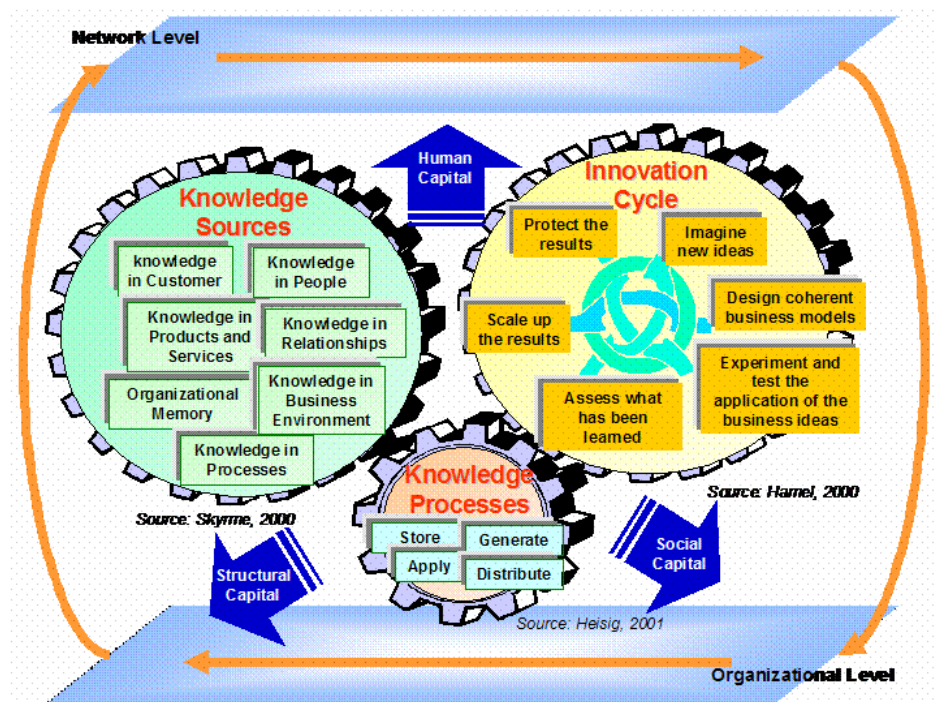 Network Level
Human
Capital
Knowledge
Sources
knowledge
in Customer
Knowledge
in People
Knowledge in
Products and
Services
Knowledge in
Relationships
Organizational
Memory
Knowledge in
Business
Environment
Knowledge in
Processes
Source: Skyrme, 2000
Innovation
Cycle
Protect the
results
Imagine
new ideas
Design coherent
business models
Scale up
the results
Experiment and
test the
application of the
business ideas
Assess what
has been
learned
Source: Hamel, 2000
Knowledge
Processes
Store
Generate
Apply
Distribute
Source: Heisig, 2001
Structural
Capital
Social
Capital
Organizational Level